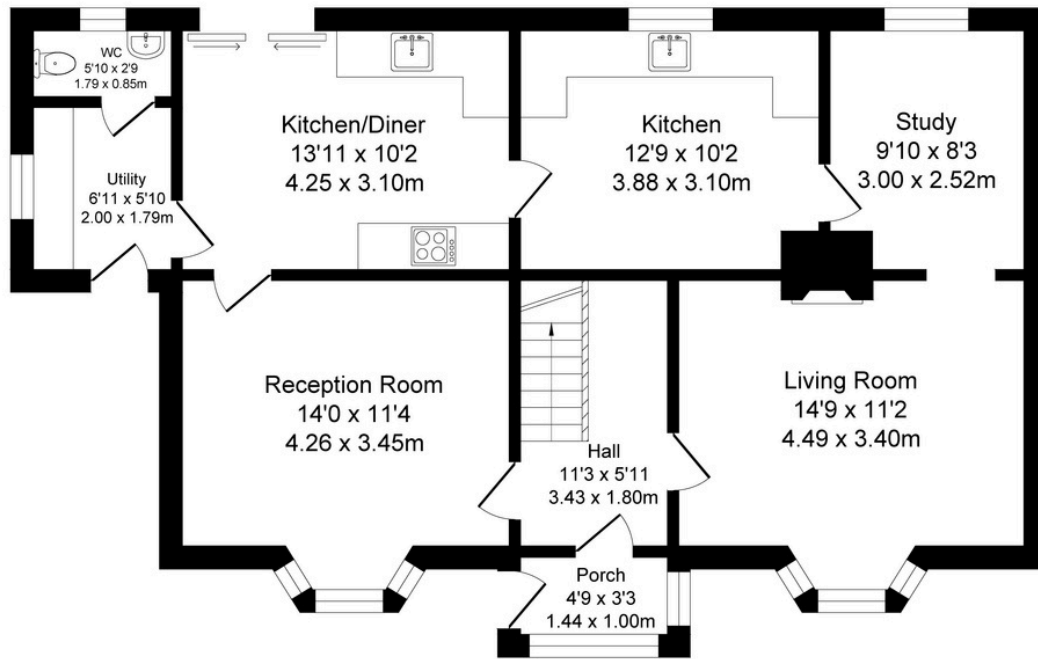 WC
5'10 x 2'9
1.79 x 0.85m
Utility
6'11 x 5'10
2.00 x 1.79m
Kitchen/Diner
13'11 x 10'2
4.25 x 3.10m
Kitchen
12'9 x 10'2
3.88 x 3.10m
Study
9'10 x 8'3
3.00 x 2.52m
Reception Room
14'0 x 11'4
4.26 x 3.45m
Hall
11'3 x 5'11
3.43 x 1.80m
Living Room
14'9 x 11'2
4.49 x 3.40m
Porch
4'9 x 3'3
1.44 x 1.00m